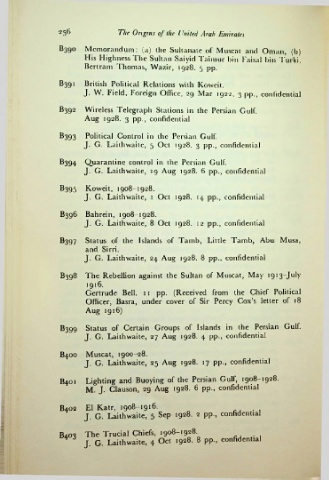 256 The Origins of the United Arab Emirates
B390 Memorandum: (a) the Sultanate of Muscat and Oman, (b)
His Highness The Sultan Saiyid Taimur bin Faisal bin Turki.
Bertram Thomas, Wazir, 1928. 5 pp.
B391 British Political Relations with Koweit.
J. W. Field, Foreign Office, 29 Mar 1922, 3 pp., confidential
B392 Wireless Telegraph Stations in the Persian Gulf.
Aug 1928. 3 pp., confidential
B393 Political Control in the Persian Gulf.
J. G. Laithwaite, 5 Oct 1928. 3 pp., confidential
B394 Quarantine control in the Persian Gulf.
J. G. Laithwaite, 19 Aug 1928. 6 pp., confidential
B395 Koweit, 1908-1928.
J. G. Laithwaite, 1 Oct 1928. 14 pp., confidential
B396 Bahrein, 1908-1928.
J. G. Laithwaite, 8 Oct 1928. 12 pp., confidential
B397 Status of the Islands of Tamb, Little Tamb, Abu Musa,
and Sirri.
J. G. Laithwaite, 24 Aug 1928. 8 pp., confidential
B398 The Rebellion against the Sultan of Muscat, May 1913-July
1916.
Gertrude Bell. 11 pp. (Received from the Chief Political
Officer, Basra, under cover of Sir Percy Cox's letter of 18
Aug 1916)
B399 Status of Certain Groups of Islands in the Persian Gulf.
J. G. Laithwaite, 27 Aug 1928. 4 pp., confidential
B400 Muscat, 1900-28.
J. G. Laithwaite, 25 Aug 1928. 17 pp., confidential
B401 Lighting and Buoying of the Persian Gulf, 1908-1928.
M. J. Clauson, 29 Aug 1928. 6 pp., confidential
B402 El Katr, 1908-1916.
J. G. Laithwaite, 5 Sep 1928. 2 pp., confidential
B403 The Trucial Chiefs, 1908-1928.
J. G. Laithwaite, 4 Oct 1928. 8 pp., confidential